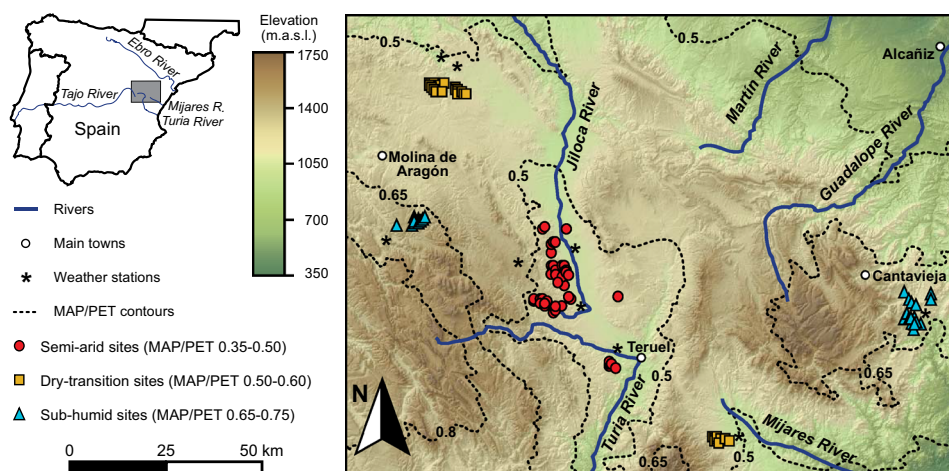 Ebro River
Tajo River
Mijares R.
Turia River
Spain
Elevation
(m.a.s.l.)
1750
1400
1050
700
350
Rivers
Main towns
Weather stations
MAP/PET contours
Semi-arid sites (MAP/PET 0.35-0.50)
Dry-transition sites (MAP/PET 0.50-0.60)
Sub-humid sites (MAP/PET 0.65-0.75)
0
25
50 km
0.5
0.5
Alcañiz
Martin River
Jiloca River
Guadalope River
Molina de
Aragón
0.65
0.5
0.65
Cantavieja
Teruel
0.5
0.65
N
0.8
Turia River
0.65
0.5
Mijares River